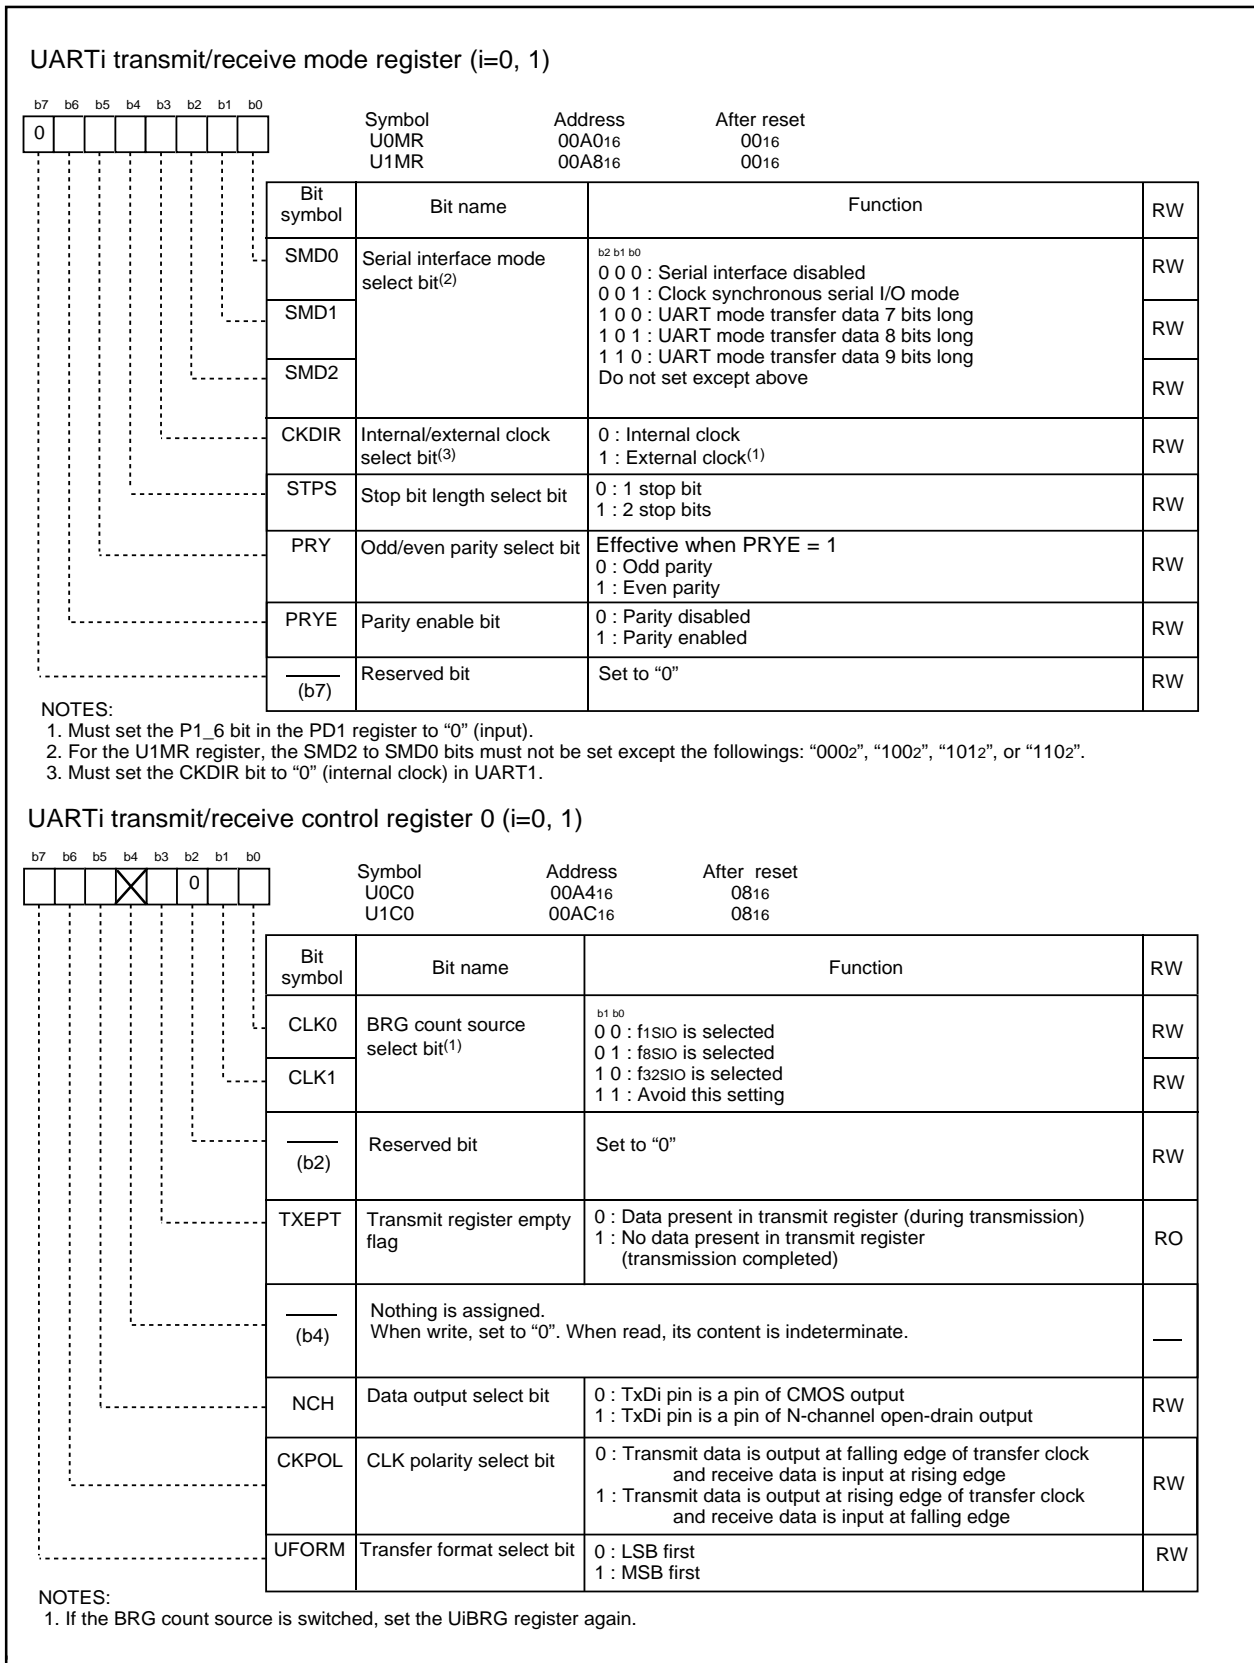 UARTi transmit/receive mode register (i=0, 1)
b7 b6 b5 b4 b3 b2 b1 b0
0
Symbol Address After reset
U0MR 00A016 0016
U1MR 00A816 0016
Bit symbol Bit name Function RW
SMD0 Serial interface mode select bit(2) b2 b1 b0 RW
0 0 0 : Serial interface disabled
0 0 1 : Clock synchronous serial I/O mode
SMD1 1 0 0 : UART mode transfer data 7 bits long RW
1 0 1 : UART mode transfer data 8 bits long
1 1 0 : UART mode transfer data 9 bits long
SMD2 Do not set except above RW
CKDIR Internal/external clock select bit(3) 0 : Internal clock RW
1 : External clock(1)
STPS Stop bit length select bit 0 : 1 stop bit RW
1 : 2 stop bits
PRY Odd/even parity select bit Effective when PRYE = 1 RW
0 : Odd parity
1 : Even parity
PRYE Parity enable bit 0 : Parity disabled RW
1 : Parity enabled
(b7) Reserved bit Set to “0” RW
NOTES:
1. Must set the P1_6 bit in the PD1 register to “0” (input).
2. For the U1MR register, the SMD2 to SMD0 bits must not be set except the followings: “0002”, “1002”, “1012”, or “1102”.
3. Must set the CKDIR bit to “0” (internal clock) in UART1.
UARTi transmit/receive control register 0 (i=0, 1)
b7 b6 b5 b4 b3 b2 b1 b0
0
Symbol Address After reset
U0C0 00A416 0816
U1C0 00AC16 0816
Bit symbol Bit name Function RW
CLK0 BRG count source select bit(1) b1 b0 RW
0 0 : f1SIO is selected
0 1 : f8SIO is selected
CLK1 1 0 : f32SIO is selected RW
1 1 : Avoid this setting
(b2) Reserved bit Set to “0” RW
TXEPT Transmit register empty flag 0 : Data present in transmit register (during transmission) RO
1 : No data present in transmit register
(transmission completed)
(b4) Nothing is assigned.
When write, set to “0”. When read, its content is indeterminate.
NCH Data output select bit 0 : TxDi pin is a pin of CMOS output RW
1 : TxDi pin is a pin of N-channel open-drain output
CKPOL CLK polarity select bit 0 : Transmit data is output at falling edge of transfer clock RW
and receive data is input at rising edge
1 : Transmit data is output at rising edge of transfer clock
and receive data is input at falling edge
UFORM Transfer format select bit 0 : LSB first RW
1 : MSB first
NOTES:
1. If the BRG count source is switched, set the UiBRG register again.